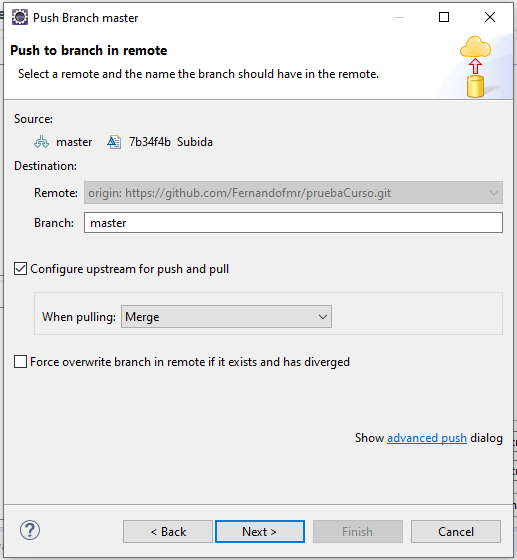 Push Branch master
Push to branch in remote
Select a remote and the name the branch should have in the remote.
Source:
master 7b34f4b Subida
Destination:
Remote: origin: https://github.com/Fernandofmr/pruebaCurso.git
Branch: master
Configure upstream for push and pull
When pulling: Merge
Force overwrite branch in remote if it exists and has diverged
Show advanced push dialog
? < Back Next > Finish Cancel